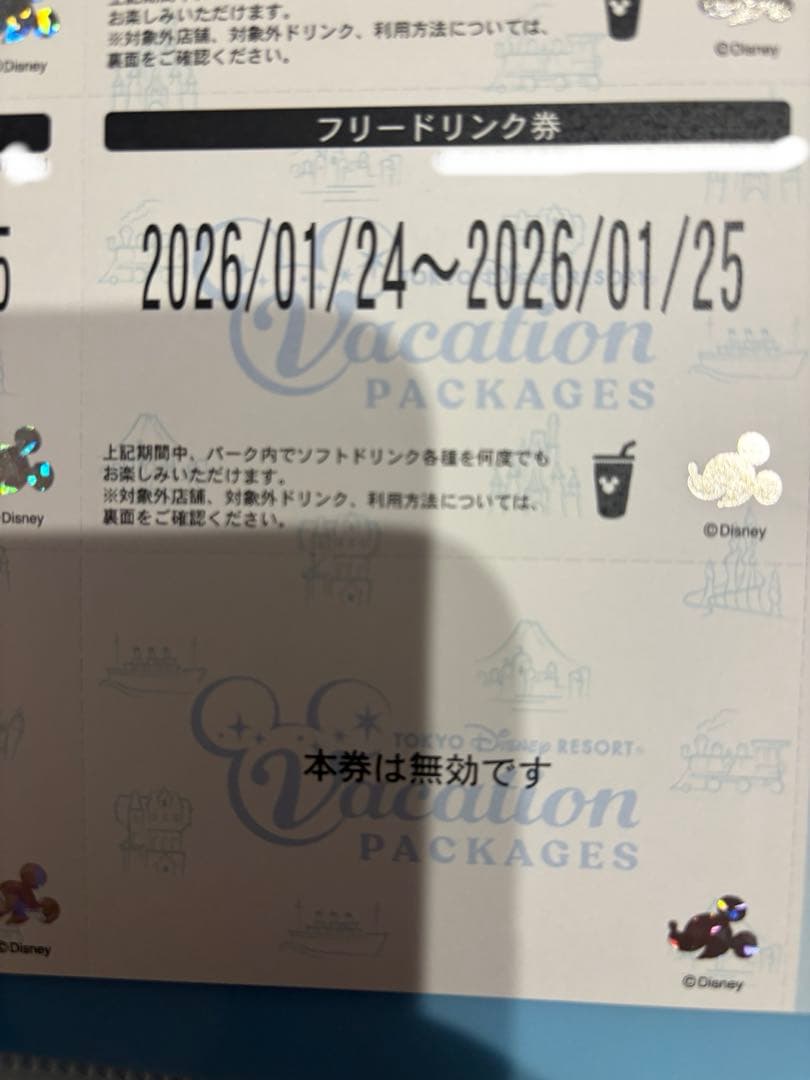 お楽しみいただけます。
※対象外店舗、対象外ドリンク、利用方法については、
裏面をご確認ください。
©Disney
©Disney
フリードリンク券
5
2026/01/24～2026/01/25
TOKYO Disney RESORT
Vacation
PACKAGES
上記期間中、パーク内でソフトドリンク各種を何度でも
お楽しみいただけます。
※対象外店舗、対象外ドリンク、利用方法については、
裏面をご確認ください。
Disney
©Disney
TOKYO Disney RESORT®
本券は無効です
Vacation
PACKAGES
©Disney
©Disney